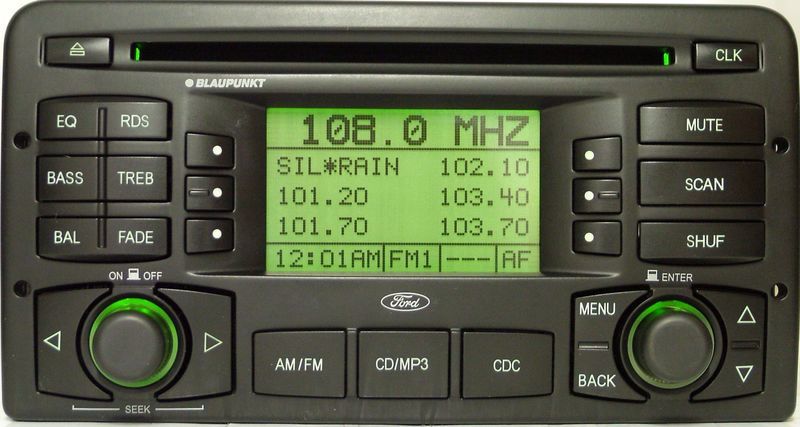 CLK
BLAUPUNKT
EQ RDS
108.0 MHZ
MUTE
SIL*RAIN 102.10
BASS TREB
101.20 103.40
SCAN
101.70 103.70
BAL FADE
SHUF
12:01AM FM1 --- AF
ON OFF
ENTER
Ford
MENU
AM/FM
CD/MP3
CDC
BACK
SEEK